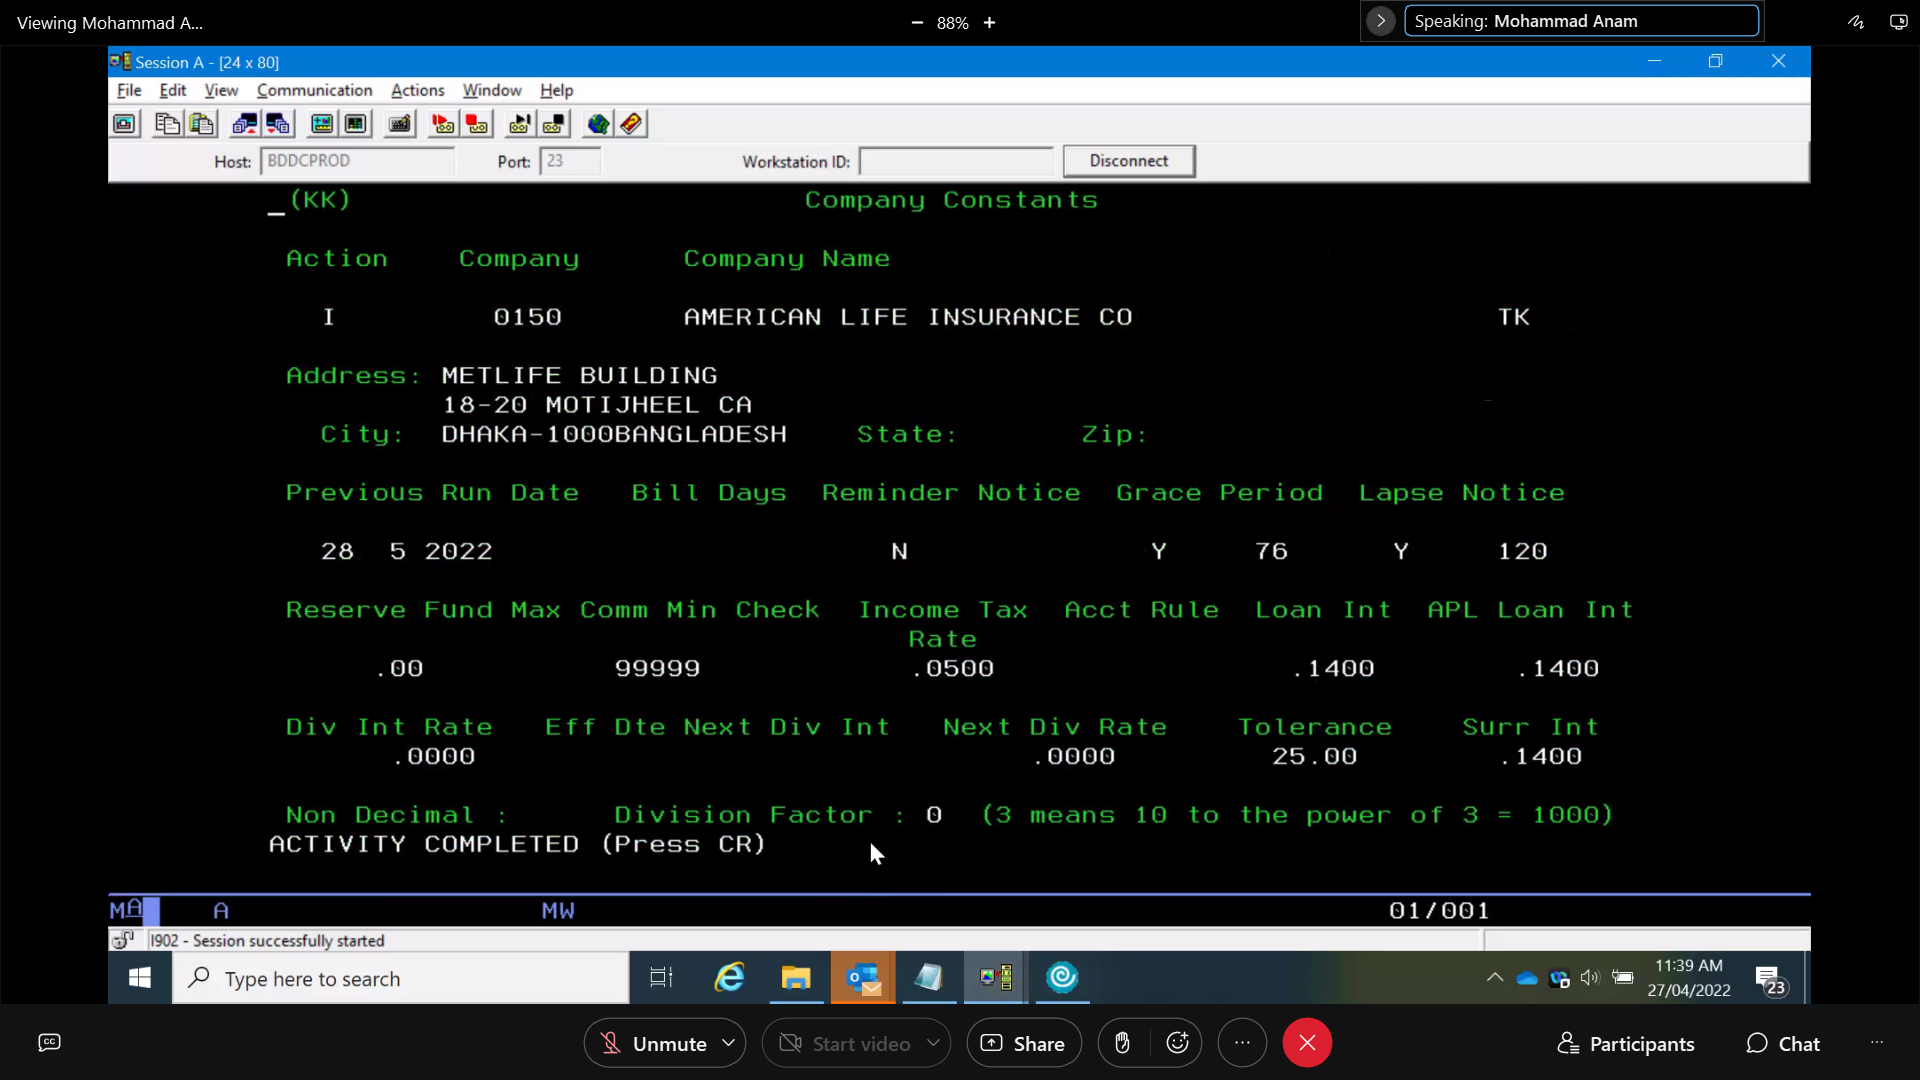 Viewing Mohammad A...
88%
Speaking: Mohammad Anam
Session A - [24 x 80]
File Edit View Communication Actions Window Help
Host: BDDCPROD Port: 23 Workstation ID: Disconnect
_(KK) Company Constants
Action Company Company Name
I 0150 AMERICAN LIFE INSURANCE CO TK
Address: METLIFE BUILDING
18-20 MOTIJHEEL CA
City: DHAKA-1000BANGLADESH State: Zip:
Previous Run Date Bill Days Reminder Notice Grace Period Lapse Notice
28 5 2022 N Y 76 Y 120
Reserve Fund Max Comm Min Check Income Tax Acct Rule Loan Int APL Loan Int
Rate
.00 99999 .0500 .1400 .1400
Div Int Rate Eff Dte Next Div Int Next Div Rate Tolerance Surr Int
.0000 .0000 25.00 .1400
Non Decimal : Division Factor : 0 (3 means 10 to the power of 3 = 1000)
ACTIVITY COMPLETED (Press CR)
MA A MW 01/001
I902 - Session successfully started
Type here to search
11:39 AM
27/04/2022
23
CC
Unmute Start video Share
Participants Chat